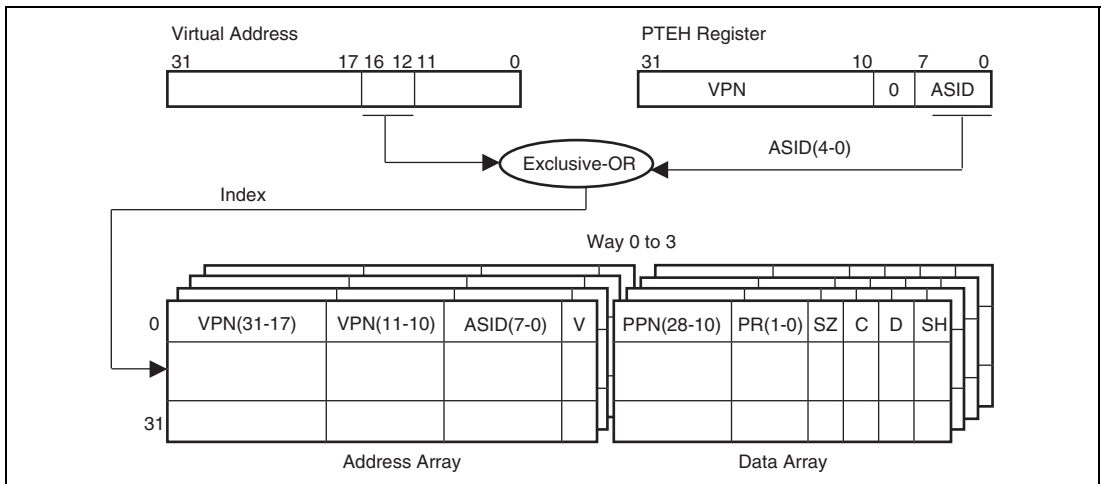 Virtual Address
31 17 16 12 11 0
PTEH Register
31 10 7 0
VPN 0 ASID
Exclusive-OR
ASID(4-0)
Index
Way 0 to 3
0 VPN(31-17) VPN(11-10) ASID(7-0) V PPN(28-10) PR(1-0) SZ C D SH
31
Address Array
Data Array